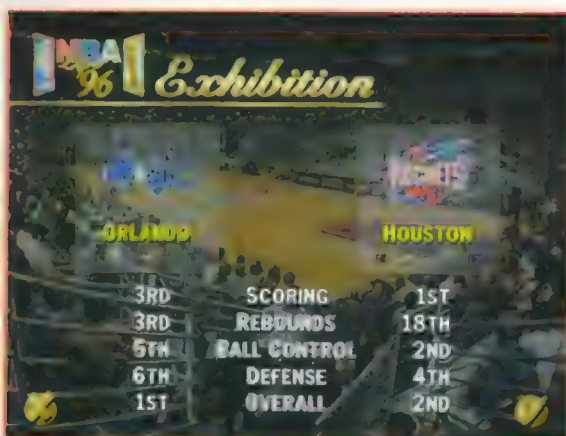 NBA
96
Exhibition
ORLANDO HOUSTON
3RD SCORING 1ST
3RD REBOUNDS 18TH
5TH BALL CONTROL 2ND
6TH DEFENSE 4TH
1ST OVERALL 2ND